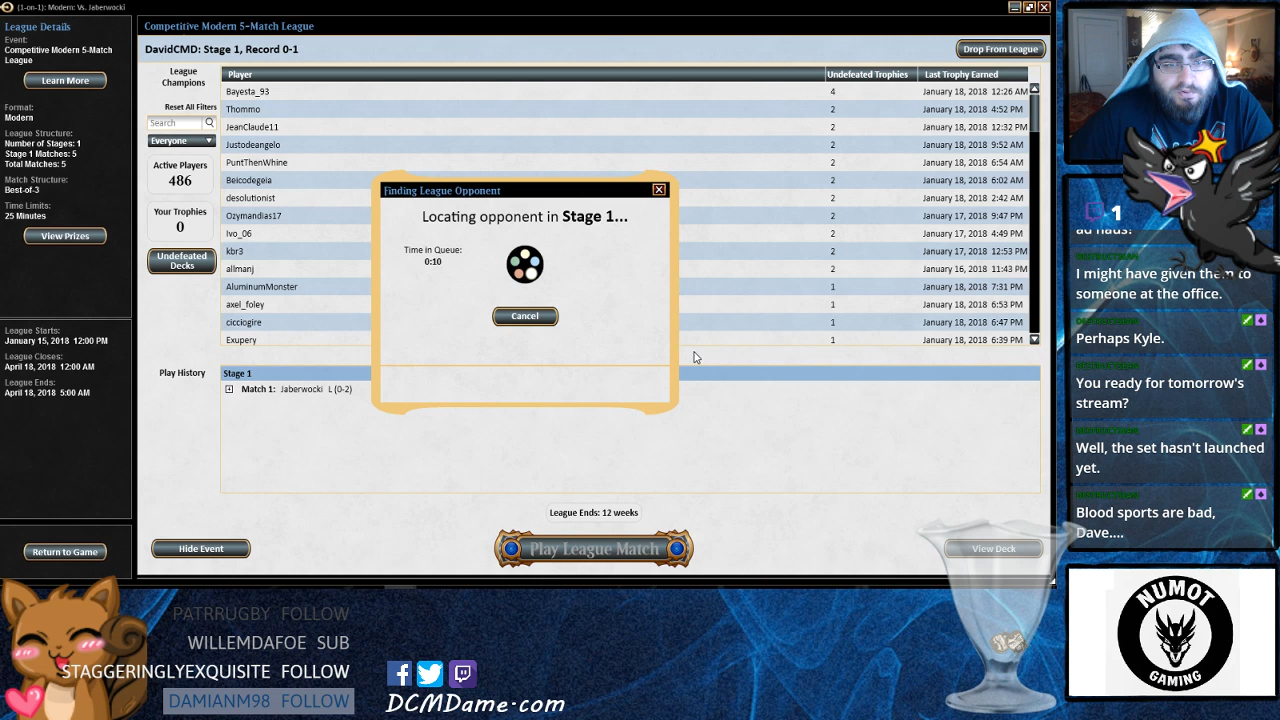 (1-on-1): Modern: Vs. Jaberwocki
League Details
Event:
Competitive Modern 5-Match
League
Learn More
Format:
Modern
League Structure:
Number of Stages: 1
Stage 1 Matches: 5
Total Matches: 5
Match Structure:
Best-of-3
Time Limits:
25 Minutes
View Prizes
League Starts:
January 15, 2018 12:00 PM
League Closes:
April 18, 2018 12:00 AM
League Ends:
April 18, 2018 5:00 AM
Return to Game
Competitive Modern 5-Match League
DavidCMD: Stage 1, Record 0-1
Drop From League
League
Champions
Reset All Filters
Search
Everyone
Active Players
486
Your Trophies
0
Undefeated
Decks
Player Undefeated Trophies Last Trophy Earned
Bayesta_93 4 January 18, 2018 12:26 AM
Thommo 2 January 18, 2018 4:52 PM
JeanClaude11 2 January 18, 2018 12:32 PM
Justodeangelo 2 January 18, 2018 9:52 AM
PuntThenWhine 2 January 18, 2018 6:54 AM
Beicodegeia 2 January 18, 2018 6:02 AM
desolutionist 2 January 18, 2018 2:42 AM
Ozymandias17 2 January 17, 2018 9:47 PM
Ivo_06 2 January 17, 2018 4:49 PM
kbr3 2 January 17, 2018 12:53 PM
allmanj 2 January 16, 2018 11:43 PM
AluminumMonster 1 January 18, 2018 7:31 PM
axel_foley 1 January 18, 2018 6:53 PM
cicciogire 1 January 18, 2018 6:47 PM
Exupery 1 January 18, 2018 6:39 PM
Finding League Opponent
Locating opponent in Stage 1...
Time in Queue:
0:10
Cancel
Play History
Stage 1
Match 1: Jaberwocki L (0-2)
League Ends: 12 weeks
Hide Event
Play League Match
View Deck
1
I might have given them to
someone at the office.
Perhaps Kyle.
You ready for tomorrow's
stream?
Well, the set hasn't launched
yet.
Blood sports are bad,
Dave....
PATRRUGBY FOLLOW
WILLEMDAFOE SUB
STAGGERINGLYEXQUISITE FOLLOW
DAMIANM98 FOLLOW
DCMDame.com
NUMOT
GAMING